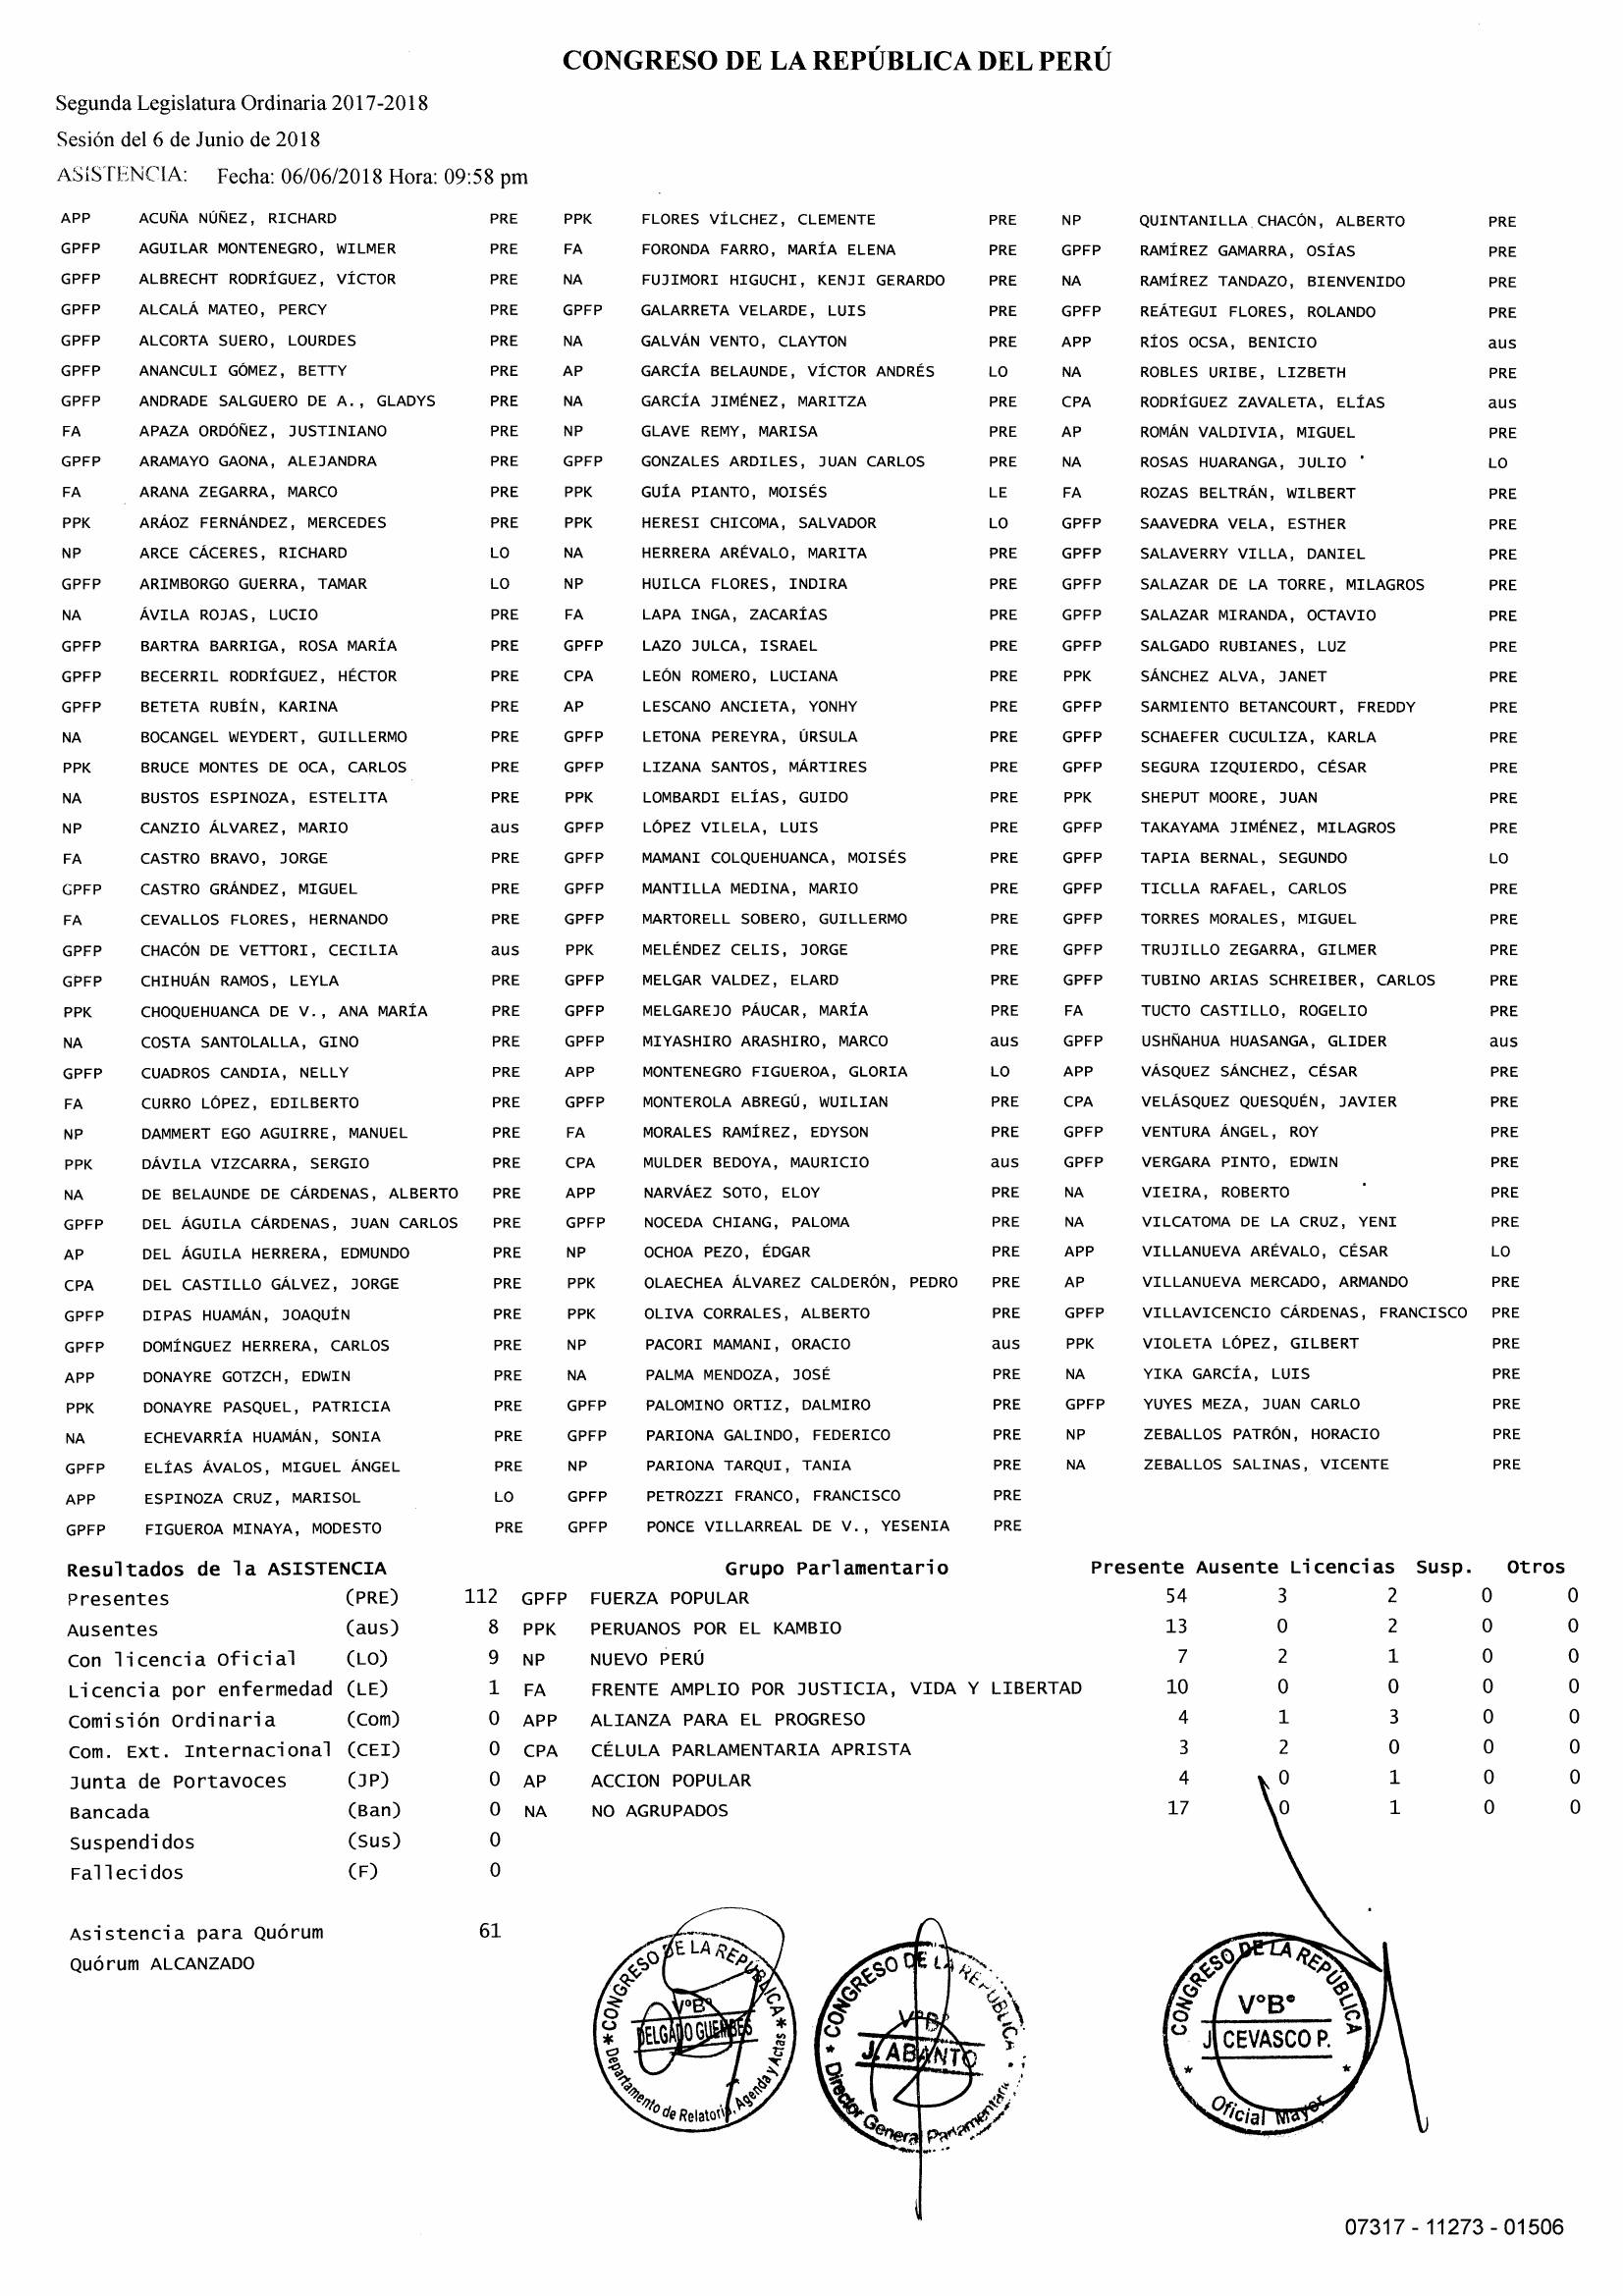 CONGRESO DE LA REPÚBLICA DEL PERÚ
Segunda Legislatura Ordinaria 2017-2018
Sesión del 6 de Junio de 2018
ASISTENCIA: Fecha: 06/06/2018 Hora: 09:58 pm
APP ACUÑA NÚÑEZ, RICHARD PRE PPK FLORES VÍLCHEZ, CLEMENTE PRE NP QUINTANILLA CHACÓN, ALBERTO PRE
GPFP AGUILAR MONTENEGRO, WILMER PRE FA FORONDA FARRO, MARÍA ELENA PRE GPFP RAMÍREZ GAMARRA, OSÍAS PRE
GPFP ALBRECHT RODRÍGUEZ, VÍCTOR PRE NA FUJIMORI HIGUCHI, KENJI GERARDO PRE NA RAMÍREZ TANDAZO, BIENVENIDO PRE
GPFP ALCALÁ MATEO, PERCY PRE GPFP GALARRETA VELARDE, LUIS PRE GPFP REÁTEGUI FLORES, ROLANDO PRE
GPFP ALCORTA SUERO, LOURDES PRE NA GALVÁN VENTO, CLAYTON PRE APP RÍOS OCSA, BENICIO aus
GPFP ANANCULI GÓMEZ, BETTY PRE AP GARCÍA BELAUNDE, VÍCTOR ANDRÉS LO NA ROBLES URIBE, LIZBETH PRE
GPFP ANDRADE SALGUERO DE A., GLADYS PRE NA GARCÍA JIMÉNEZ, MARITZA PRE CPA RODRÍGUEZ ZAVALETA, ELÍAS aus
FA APAZA ORDÓÑEZ, JUSTINIANO PRE NP GLAVE REMY, MARISA PRE AP ROMÁN VALDIVIA, MIGUEL PRE
GPFP ARAMAYO GAONA, ALEJANDRA PRE GPFP GONZALES ARDILES, JUAN CARLOS PRE NA ROSAS HUARANGA, JULIO LO
FA ARANA ZEGARRA, MARCO PRE PPK GUÍA PIANTO, MOISÉS LE FA ROZAS BELTRÁN, WILBERT PRE
PPK ARÁOZ FERNÁNDEZ, MERCEDES PRE PPK HERESI CHICOMA, SALVADOR LO GPFP SAAVEDRA VELA, ESTHER PRE
NP ARCE CÁCERES, RICHARD LO NA HERRERA ARÉVALO, MARITA PRE GPFP SALAVERRY VILLA, DANIEL PRE
GPFP ARIMBORGO GUERRA, TAMAR LO NP HUILCA FLORES, INDIRA PRE GPFP SALAZAR DE LA TORRE, MILAGROS PRE
NA ÁVILA ROJAS, LUCIO PRE FA LAPA INGA, ZACARÍAS PRE GPFP SALAZAR MIRANDA, OCTAVIO PRE
GPFP BARTRA BARRIGA, ROSA MARÍA PRE GPFP LAZO JULCA, ISRAEL PRE GPFP SALGADO RUBIANES, LUZ PRE
GPFP BECERRIL RODRÍGUEZ, HÉCTOR PRE CPA LEÓN ROMERO, LUCIANA PRE PPK SÁNCHEZ ALVA, JANET PRE
GPFP BETETA RUBÍN, KARINA PRE AP LESCANO ANCIETA, YONHY PRE GPFP SARMIENTO BETANCOURT, FREDDY PRE
NA BOCANGEL WEYDERT, GUILLERMO PRE GPFP LETONA PEREYRA, ÚRSULA PRE GPFP SCHAEFER CUCULIZA, KARLA PRE
PPK BRUCE MONTES DE OCA, CARLOS PRE GPFP LIZANA SANTOS, MÁRTIRES PRE GPFP SEGURA IZQUIERDO, CÉSAR PRE
NA BUSTOS ESPINOZA, ESTELITA PRE PPK LOMBARDI ELÍAS, GUIDO PRE PPK SHEPUT MOORE, JUAN PRE
NP CANZIO ÁLVAREZ, MARIO aus GPFP LÓPEZ VILELA, LUIS PRE GPFP TAKAYAMA JIMÉNEZ, MILAGROS PRE
FA CASTRO BRAVO, JORGE PRE GPFP MAMANI COLQUEHUANCA, MOISÉS PRE GPFP TAPIA BERNAL, SEGUNDO LO
GPFP CASTRO GRÁNDEZ, MIGUEL PRE GPFP MANTILLA MEDINA, MARIO PRE GPFP TICLLA RAFAEL, CARLOS PRE
FA CEVALLOS FLORES, HERNANDO PRE GPFP MARTORELL SOBERO, GUILLERMO PRE GPFP TORRES MORALES, MIGUEL PRE
GPFP CHACÓN DE VETTORI, CECILIA aus PPK MELÉNDEZ CELIS, JORGE PRE GPFP TRUJILLO ZEGARRA, GILMER PRE
GPFP CHIHUÁN RAMOS, LEYLA PRE GPFP MELGAR VALDEZ, ELARD PRE GPFP TUBINO ARIAS SCHREIBER, CARLOS PRE
PPK CHOQUEHUANCA DE V., ANA MARÍA PRE GPFP MELGAREJO PÁUCAR, MARÍA PRE FA TUCTO CASTILLO, ROGELIO PRE
NA COSTA SANTOLALLA, GINO PRE GPFP MIYASHIRO ARASHIRO, MARCO aus GPFP USHÑAHUA HUASANGA, GLIDER aus
GPFP CUADROS CANDIA, NELLY PRE APP MONTENEGRO FIGUEROA, GLORIA LO APP VÁSQUEZ SÁNCHEZ, CÉSAR PRE
FA CURRO LÓPEZ, EDILBERTO PRE GPFP MONTEROLA ABREGÚ, WUILIAN PRE CPA VELÁSQUEZ QUESQUÉN, JAVIER PRE
NP DAMMERT EGO AGUIRRE, MANUEL PRE FA MORALES RAMÍREZ, EDYSON PRE GPFP VENTURA ÁNGEL, ROY PRE
PPK DÁVILA VIZCARRA, SERGIO PRE CPA MULDER BEDOYA, MAURICIO aus GPFP VERGARA PINTO, EDWIN PRE
NA DE BELAUNDE DE CÁRDENAS, ALBERTO PRE APP NARVÁEZ SOTO, ELOY PRE NA VIEIRA, ROBERTO PRE
GPFP DEL ÁGUILA CÁRDENAS, JUAN CARLOS PRE GPFP NOCEDA CHIANG, PALOMA PRE NA VILCATOMA DE LA CRUZ, YENI PRE
AP DEL ÁGUILA HERRERA, EDMUNDO PRE NP OCHOA PEZO, ÉDGAR PRE APP VILLANUEVA ARÉVALO, CÉSAR LO
CPA DEL CASTILLO GÁLVEZ, JORGE PRE PPK OLAECHEA ÁLVAREZ CALDERÓN, PEDRO PRE AP VILLANUEVA MERCADO, ARMANDO PRE
GPFP DIPAS HUAMÁN, JOAQUÍN PRE PPK OLIVA CORRALES, ALBERTO PRE GPFP VILLAVICENCIO CÁRDENAS, FRANCISCO PRE
GPFP DOMÍNGUEZ HERRERA, CARLOS PRE NP PACORI MAMANI, ORACIO aus PPK VIOLETA LÓPEZ, GILBERT PRE
APP DONAYRE GOTZCH, EDWIN PRE NA PALMA MENDOZA, JOSÉ PRE NA YIKA GARCÍA, LUIS PRE
PPK DONAYRE PASQUEL, PATRICIA PRE GPFP PALOMINO ORTIZ, DALMIRO PRE GPFP YUYES MEZA, JUAN CARLO PRE
NA ECHEVARRÍA HUAMÁN, SONIA PRE GPFP PARIONA GALINDO, FEDERICO PRE NP ZEBALLOS PATRÓN, HORACIO PRE
GPFP ELÍAS ÁVALOS, MIGUEL ÁNGEL PRE NP PARIONA TARQUI, TANIA PRE NA ZEBALLOS SALINAS, VICENTE PRE
APP ESPINOZA CRUZ, MARISOL LO GPFP PETROZZI FRANCO, FRANCISCO PRE
GPFP FIGUEROA MINAYA, MODESTO PRE GPFP PONCE VILLARREAL DE V., YESENIA PRE
Resultados de la ASISTENCIA Grupo Parlamentario Presente Ausente Licencias Susp. Otros
Presentes (PRE) 112 GPFP FUERZA POPULAR 54 3 2 0 0
Ausentes (aus) 8 PPK PERUANOS POR EL KAMBIO 13 0 2 0 0
Con licencia Oficial (LO) 9 NP NUEVO PERÚ 7 2 1 0 0
Licencia por enfermedad (LE) 1 FA FRENTE AMPLIO POR JUSTICIA, VIDA Y LIBERTAD 10 0 0 0 0
Comisión Ordinaria (Com) 0 APP ALIANZA PARA EL PROGRESO 4 1 3 0 0
Com. Ext. Internacional (CEI) 0 CPA CÉLULA PARLAMENTARIA APRISTA 3 2 0 0 0
Junta de Portavoces (JP) 0 AP ACCION POPULAR 4 0 1 0 0
Bancada (Ban) 0 NA NO AGRUPADOS 17 0 1 0 0
Suspendidos (Sus) 0
Fallecidos (F) 0
Asistencia para Quórum 61
Quórum ALCANZADO
CONGRESO DE LA REPÚBLICA
V°B°
DELGADO GUEMBES
Departamento de Relatoría, Agenda y Actas
CONGRESO DE LA REPUBLICA
V°B°
J. ABANTO
Director General Parlamentario
CONGRESO DE LA REPÚBLICA
V°B°
J. CEVASCO P.
Oficial Mayor
07317 - 11273 - 01506